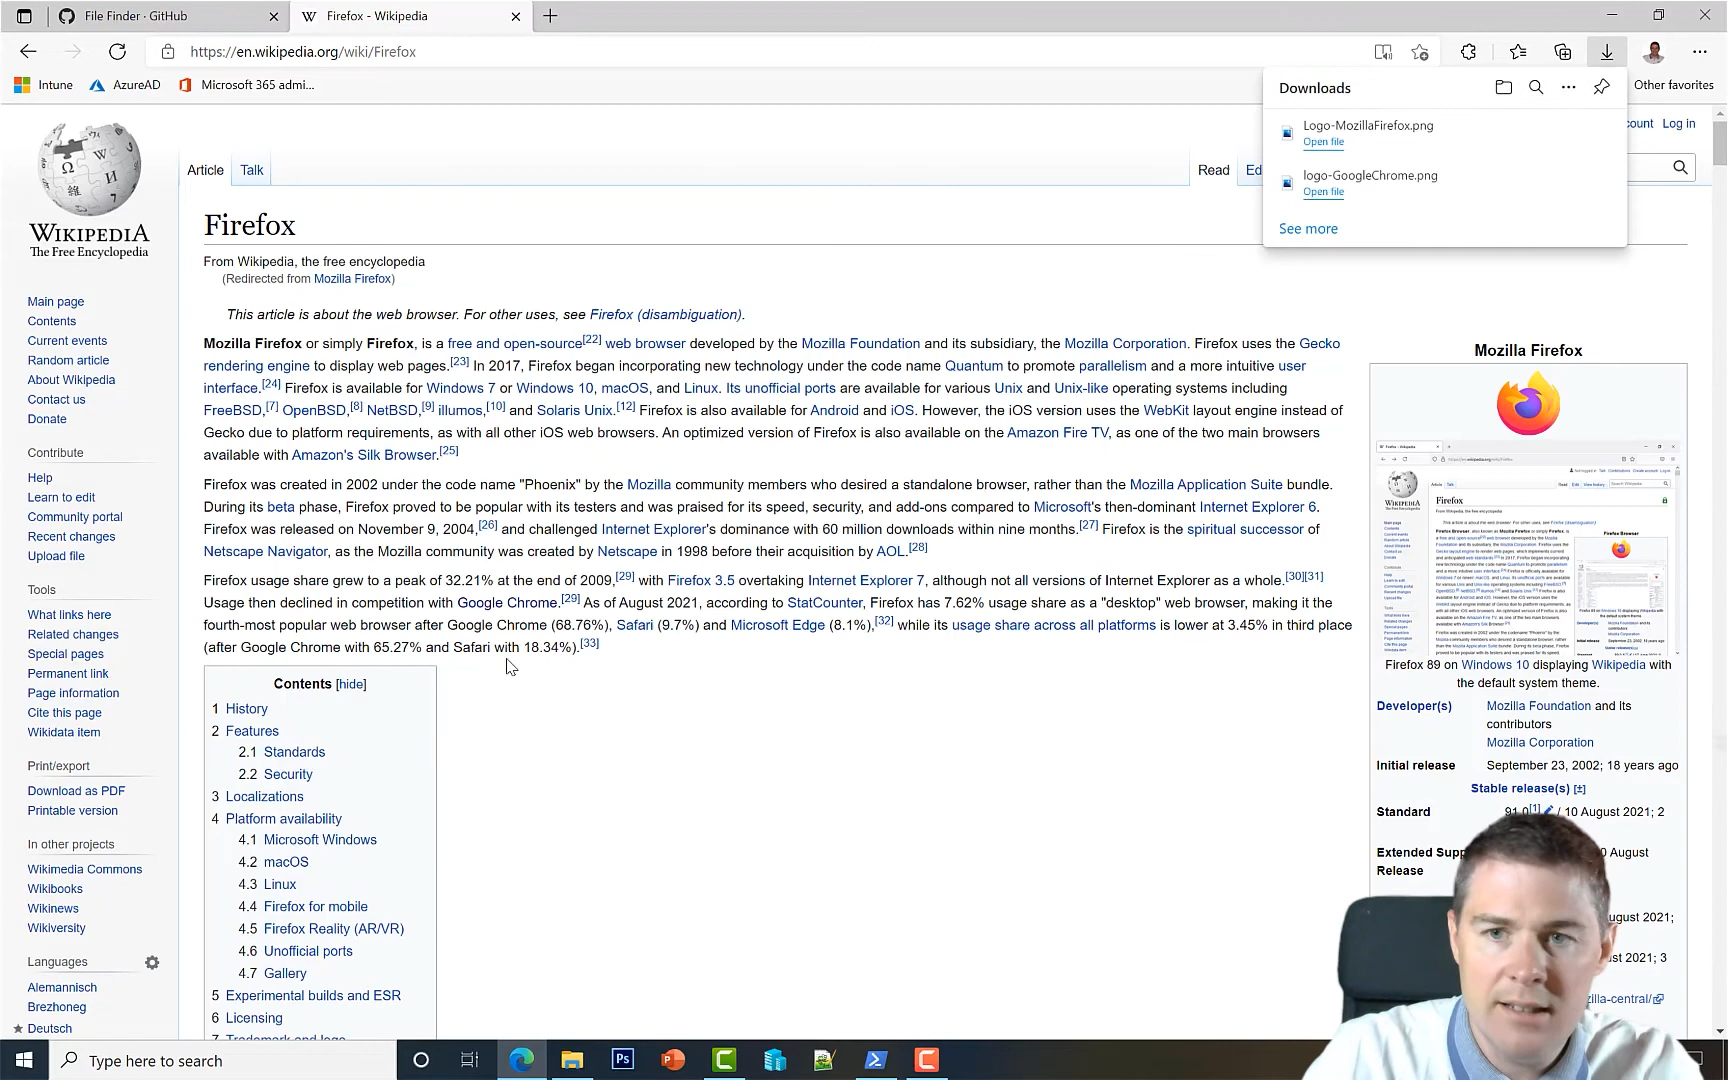 File Finder · GitHub
Firefox - Wikipedia
https://en.wikipedia.org/wiki/Firefox
Intune
AzureAD
Microsoft 365 admi...
Other favorites
Downloads
Logo-MozillaFirefox.png
Open file
logo-GoogleChrome.png
Open file
See more
count Log in
WIKIPEDIA
The Free Encyclopedia
Article
Talk
Read
Ed
Main page
Contents
Current events
Random article
About Wikipedia
Contact us
Donate
Contribute
Help
Learn to edit
Community portal
Recent changes
Upload file
Tools
What links here
Related changes
Special pages
Permanent link
Page information
Cite this page
Wikidata item
Print/export
Download as PDF
Printable version
In other projects
Wikimedia Commons
Wikibooks
Wikinews
Wikiversity
Languages
Alemannisch
Brezhoneg
Deutsch
Firefox
From Wikipedia, the free encyclopedia
(Redirected from Mozilla Firefox)
This article is about the web browser. For other uses, see Firefox (disambiguation).
Mozilla Firefox or simply Firefox, is a free and open-source[22] web browser developed by the Mozilla Foundation and its subsidiary, the Mozilla Corporation. Firefox uses the Gecko
rendering engine to display web pages.[23] In 2017, Firefox began incorporating new technology under the code name Quantum to promote parallelism and a more intuitive user
interface.[24] Firefox is available for Windows 7 or Windows 10, macOS, and Linux. Its unofficial ports are available for various Unix and Unix-like operating systems including
FreeBSD,[7] OpenBSD,[8] NetBSD,[9] illumos,[10] and Solaris Unix.[12] Firefox is also available for Android and iOS. However, the iOS version uses the WebKit layout engine instead of
Gecko due to platform requirements, as with all other iOS web browsers. An optimized version of Firefox is also available on the Amazon Fire TV, as one of the two main browsers
available with Amazon's Silk Browser.[25]
Firefox was created in 2002 under the code name "Phoenix" by the Mozilla community members who desired a standalone browser, rather than the Mozilla Application Suite bundle.
During its beta phase, Firefox proved to be popular with its testers and was praised for its speed, security, and add-ons compared to Microsoft's then-dominant Internet Explorer 6.
Firefox was released on November 9, 2004,[26] and challenged Internet Explorer's dominance with 60 million downloads within nine months.[27] Firefox is the spiritual successor of
Netscape Navigator, as the Mozilla community was created by Netscape in 1998 before their acquisition by AOL.[28]
Firefox usage share grew to a peak of 32.21% at the end of 2009,[29] with Firefox 3.5 overtaking Internet Explorer 7, although not all versions of Internet Explorer as a whole.[30][31]
Usage then declined in competition with Google Chrome.[29] As of August 2021, according to StatCounter, Firefox has 7.62% usage share as a "desktop" web browser, making it the
fourth-most popular web browser after Google Chrome (68.76%), Safari (9.7%) and Microsoft Edge (8.1%),[32] while its usage share across all platforms is lower at 3.45% in third place
(after Google Chrome with 65.27% and Safari with 18.34%).[33]
Contents [hide]
1 History
2 Features
2.1 Standards
2.2 Security
3 Localizations
4 Platform availability
4.1 Microsoft Windows
4.2 macOS
4.3 Linux
4.4 Firefox for mobile
4.5 Firefox Reality (AR/VR)
4.6 Unofficial ports
4.7 Gallery
5 Experimental builds and ESR
6 Licensing
7 Trademark and logo
Mozilla Firefox
Firefox 89 on Windows 10 displaying Wikipedia with
the default system theme.
Developer(s) Mozilla Foundation and its
contributors
Mozilla Corporation
Initial release September 23, 2002; 18 years ago
Stable release(s) [±]
Standard 91.0[1] / 10 August 2021; 2
Extended Supp 0 August
Release
ugust 2021;
st 2021; 3
zilla-central/
Type here to search
Ps